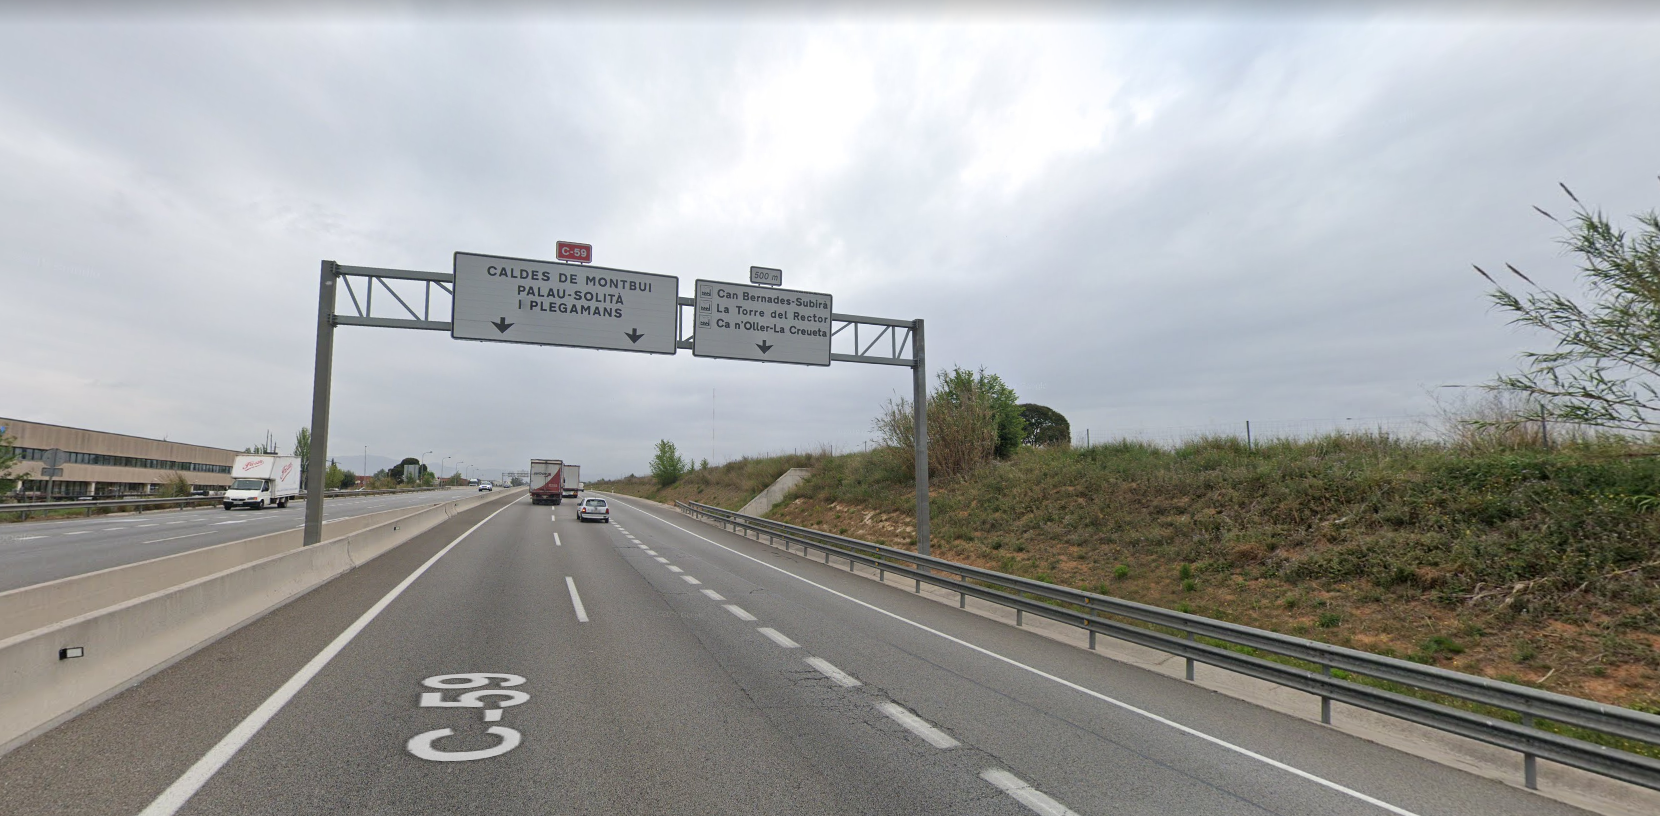 C-59
CALDES DE MONTBUI
PALAU-SOLITÀ
I PLEGAMANS
500 m
Can Bernades-Subirà
La Torre del Rector
Ca n'Oller-La Creueta
C-59